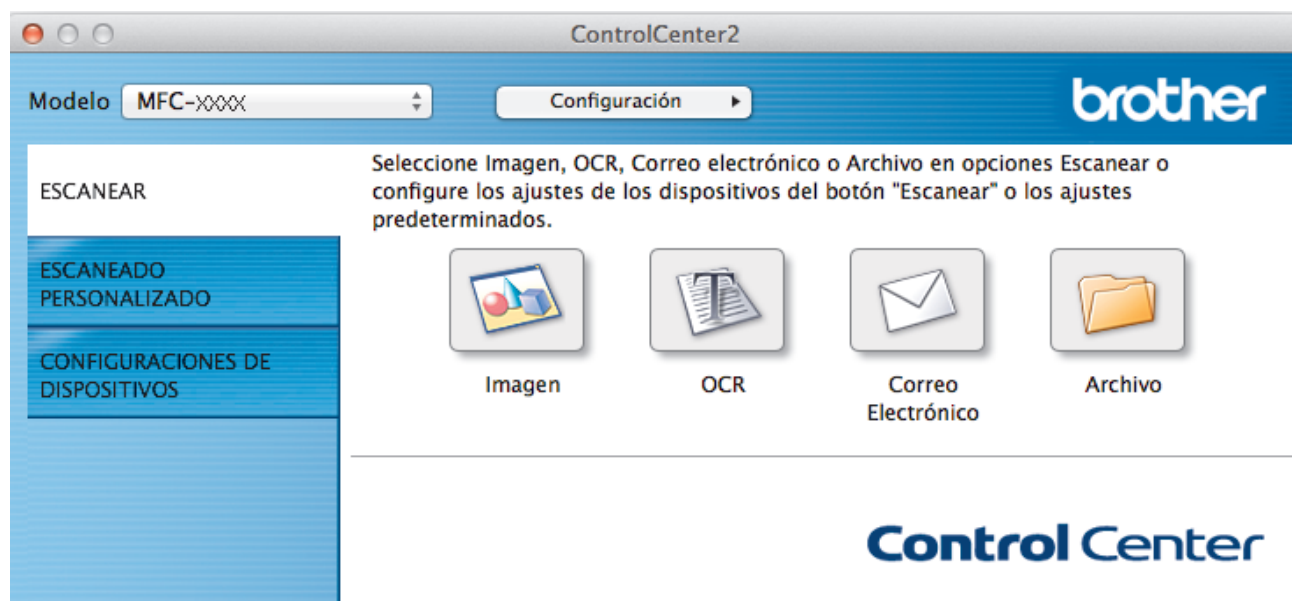 ControlCenter2
Modelo MFC-XXXX Configuración
brother
ESCANEAR
ESCANEADO
PERSONALIZADO
CONFIGURACIONES DE
DISPOSITIVOS
Seleccione Imagen, OCR, Correo electrónico o Archivo en opciones Escanear o
configure los ajustes de los dispositivos del botón "Escanear" o los ajustes
predeterminados.
Imagen
OCR
Correo
Electrónico
Archivo
Control Center